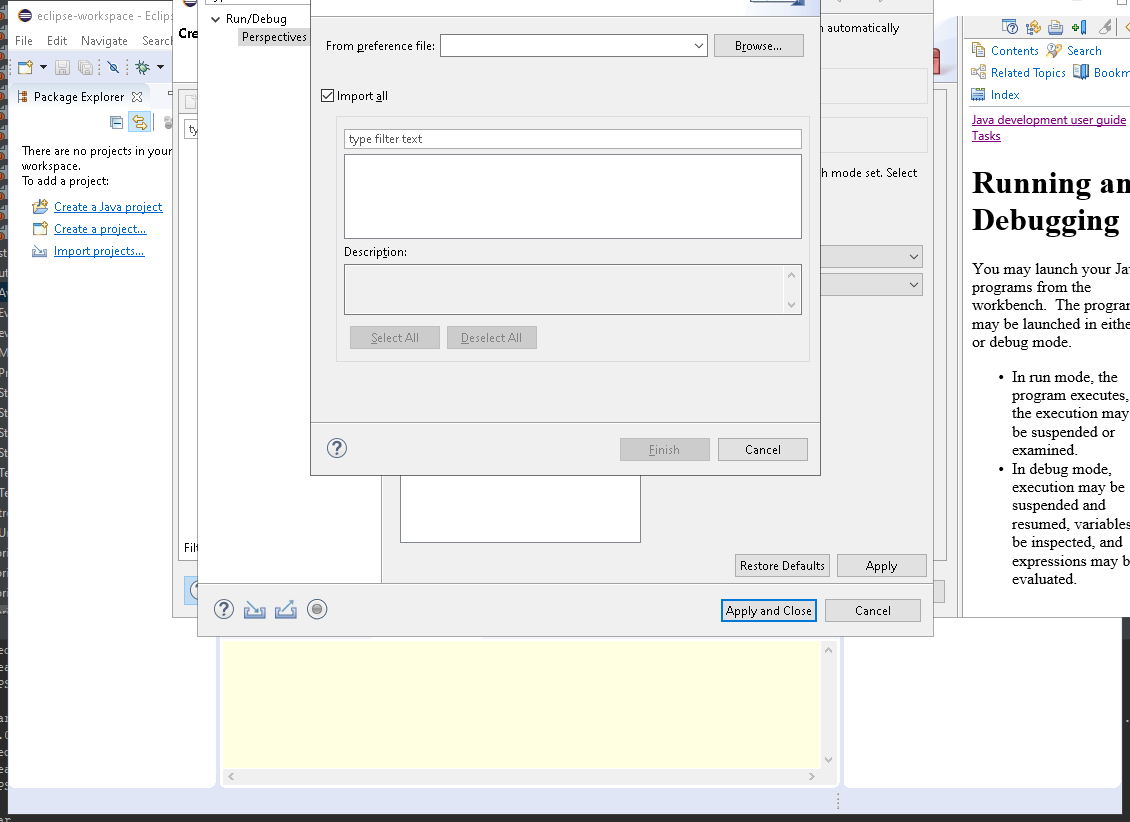 eclipse-workspace - Eclips
File Edit Navigate Search
Package Explorer
There are no projects in your
workspace.
To add a project:
Create a Java project
Create a project...
Import projects...
Cre
ty
Filt
Run/Debug
Perspectives
From preference file:
Browse...
Import all
type filter text
Description:
Select All
Deselect All
Finish
Cancel
automatically
h mode set. Select
Restore Defaults
Apply
Apply and Close
Cancel
Contents
Search
Related Topics
Bookm
Index
Java development user guide
Tasks
Running an
Debugging
You may launch your Jav
programs from the
workbench. The program
may be launched in eithe
or debug mode.
• In run mode, the
program executes,
the execution may
be suspended or
examined.
• In debug mode,
execution may be
suspended and
resumed, variables
be inspected, and
expressions may b
evaluated.